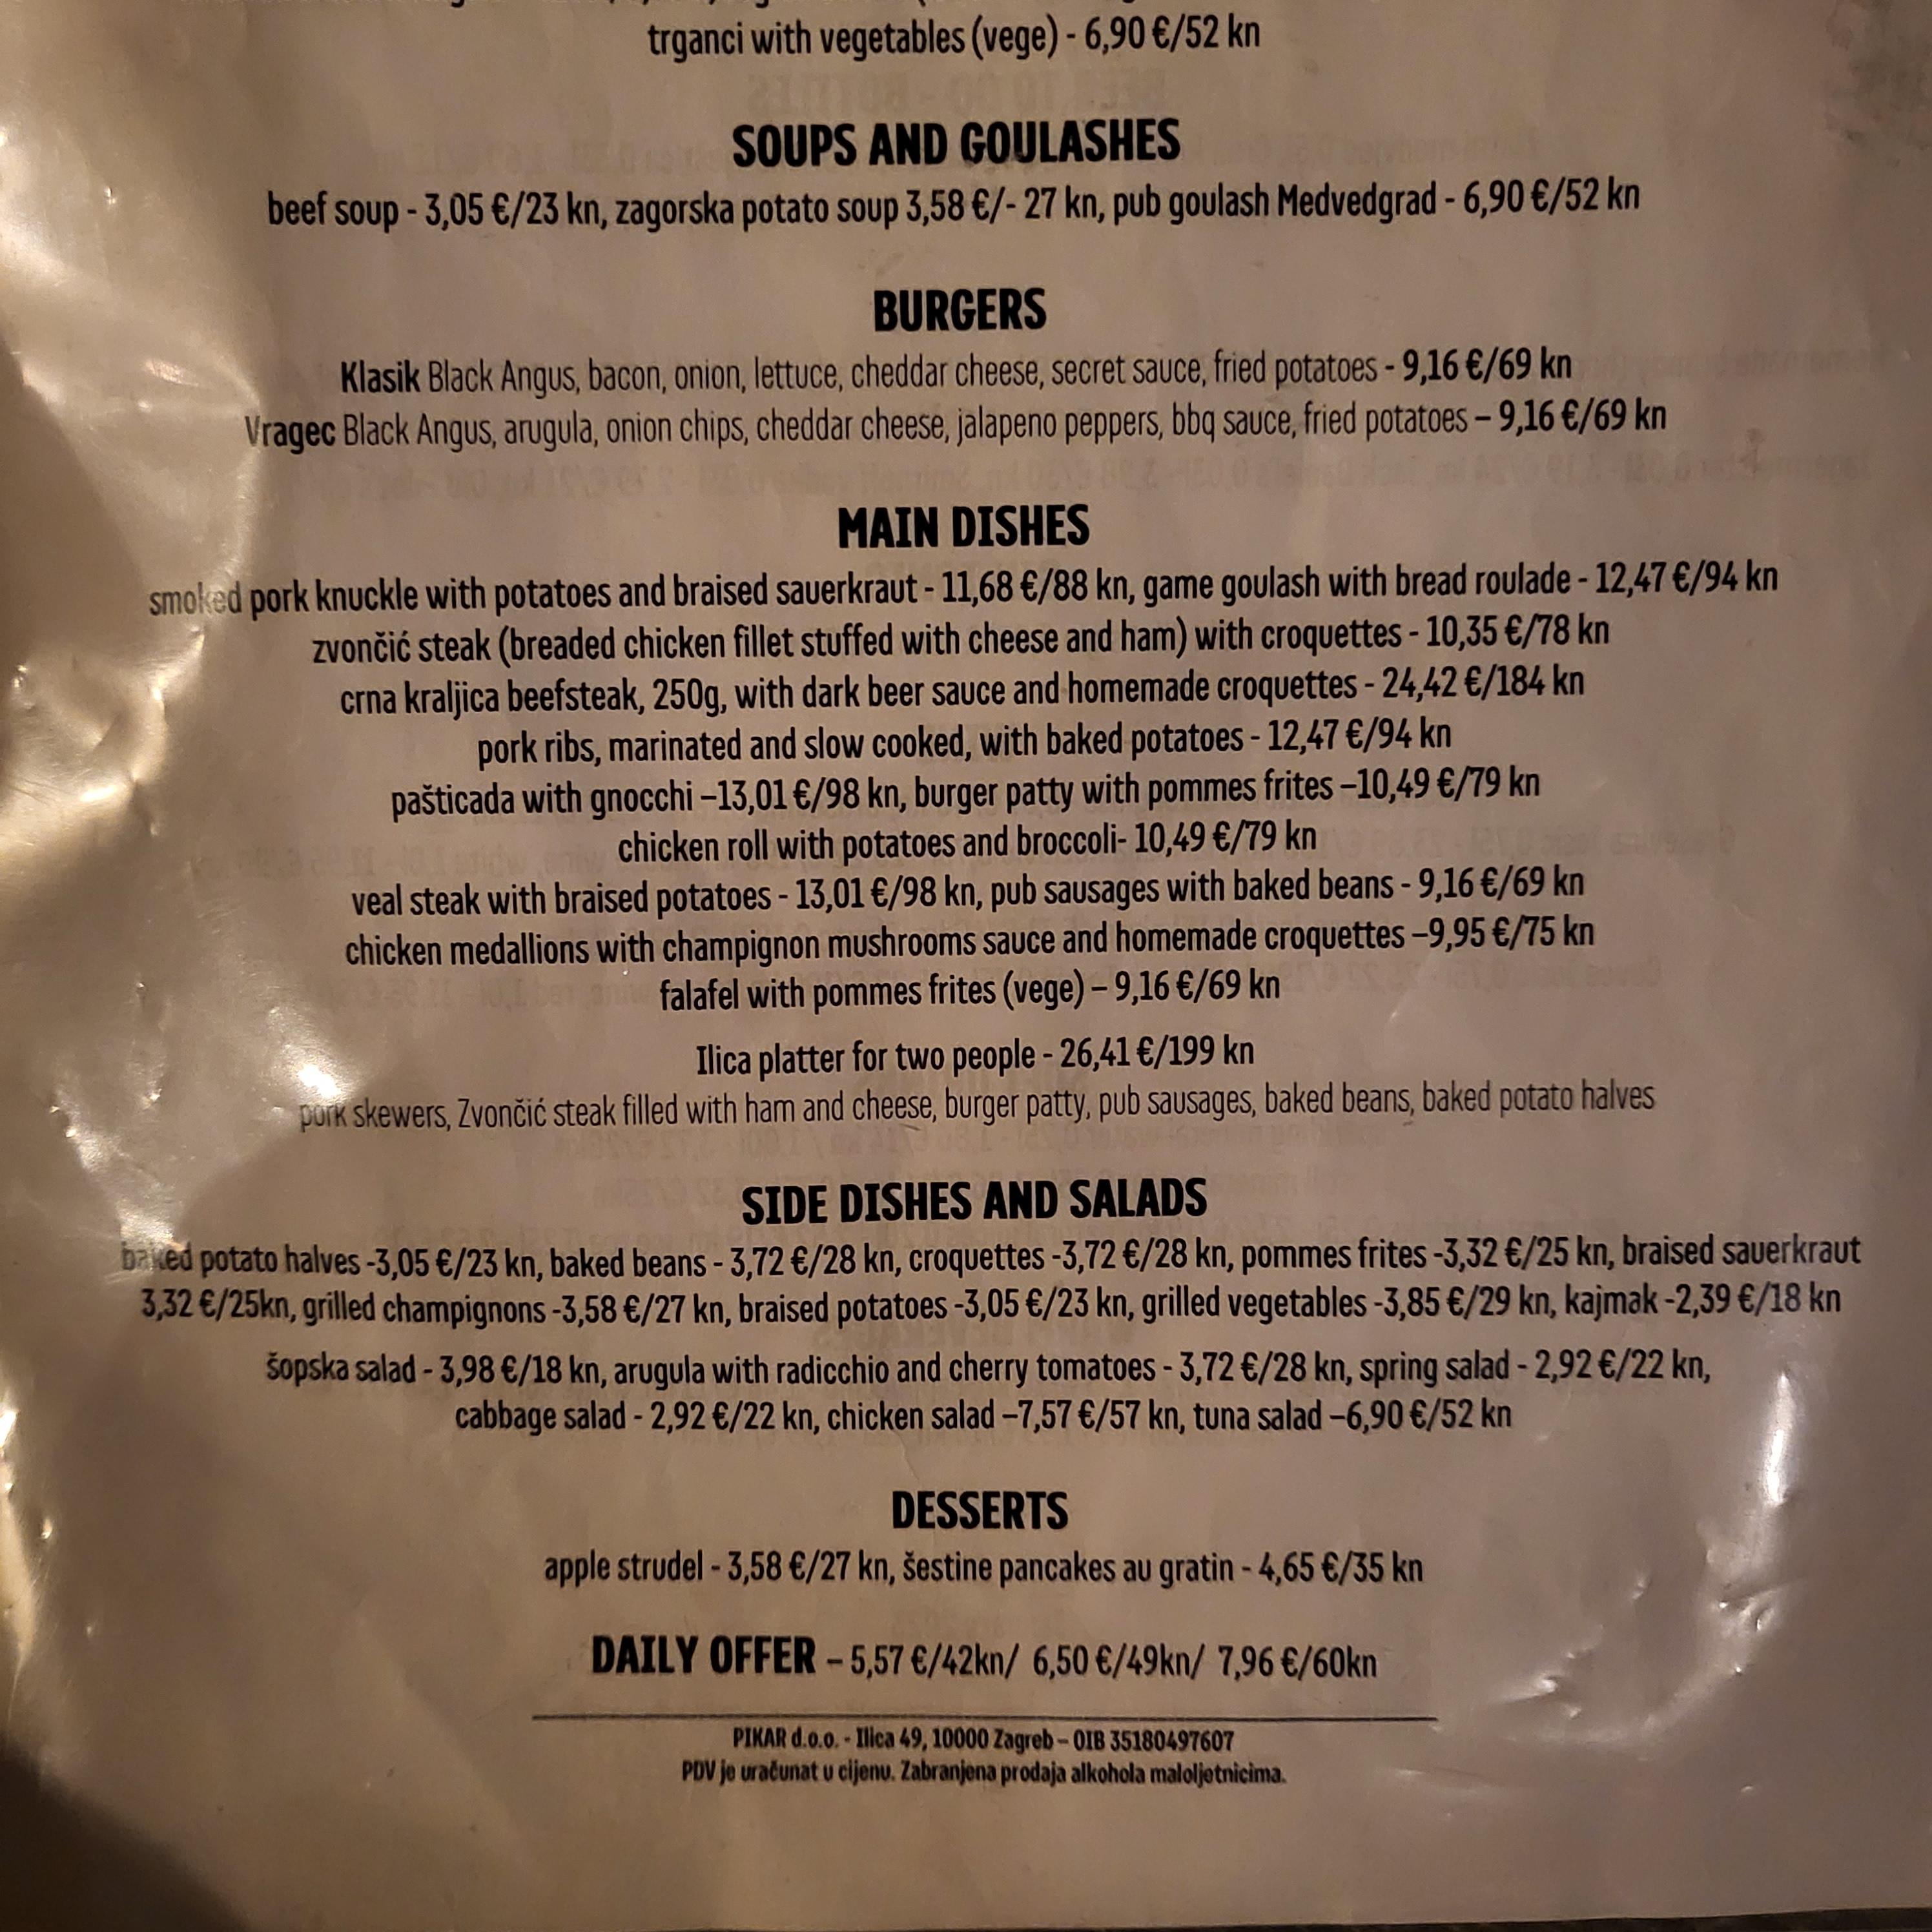 trganci with vegetables (vege) - 6,90 €/52 kn
SOUPS AND GOULASHES
beef soup - 3,05 €/23 kn, zagorska potato soup 3,58 €/- 27 kn, pub goulash Medvedgrad - 6,90 €/52 kn
BURGERS
Klasik Black Angus, bacon, onion, lettuce, cheddar cheese, secret sauce, fried potatoes - 9,16 €/69 kn
Vragec Black Angus, arugula, onion chips, cheddar cheese, jalapeno peppers, bbq sauce, fried potatoes – 9,16 €/69 kn
MAIN DISHES
smoked pork knuckle with potatoes and braised sauerkraut - 11,68 €/88 kn, game goulash with bread roulade - 12,47 €/94 kn
zvončić steak (breaded chicken fillet stuffed with cheese and ham) with croquettes - 10,35 €/78 kn
crna kraljica beefsteak, 250g, with dark beer sauce and homemade croquettes - 24,42 €/184 kn
pork ribs, marinated and slow cooked, with baked potatoes - 12,47 €/94 kn
pašticada with gnocchi –13,01 €/98 kn, burger patty with pommes frites –10,49 €/79 kn
chicken roll with potatoes and broccoli- 10,49 €/79 kn
veal steak with braised potatoes - 13,01 €/98 kn, pub sausages with baked beans - 9,16 €/69 kn
chicken medallions with champignon mushrooms sauce and homemade croquettes –9,95 €/75 kn
falafel with pommes frites (vege) – 9,16 €/69 kn
Ilica platter for two people - 26,41 €/199 kn
pork skewers, Zvončić steak filled with ham and cheese, burger patty, pub sausages, baked beans, baked potato halves
SIDE DISHES AND SALADS
baked potato halves -3,05 €/23 kn, baked beans - 3,72 €/28 kn, croquettes -3,72 €/28 kn, pommes frites -3,32 €/25 kn, braised sauerkraut
3,32 €/25kn, grilled champignons -3,58 €/27 kn, braised potatoes -3,05 €/23 kn, grilled vegetables -3,85 €/29 kn, kajmak -2,39 €/18 kn
šopska salad - 3,98 €/18 kn, arugula with radicchio and cherry tomatoes - 3,72 €/28 kn, spring salad - 2,92 €/22 kn,
cabbage salad - 2,92 €/22 kn, chicken salad –7,57 €/57 kn, tuna salad –6,90 €/52 kn
DESSERTS
apple strudel - 3,58 €/27 kn, šestine pancakes au gratin - 4,65 €/35 kn
DAILY OFFER – 5,57 €/42kn/ 6,50 €/49kn/ 7,96 €/60kn
PIKAR d.o.o. - Ilica 49, 10000 Zagreb – OIB 35180497607
PDV je uračunat u cijenu. Zabranjena prodaja alkohola maloljetnicima.